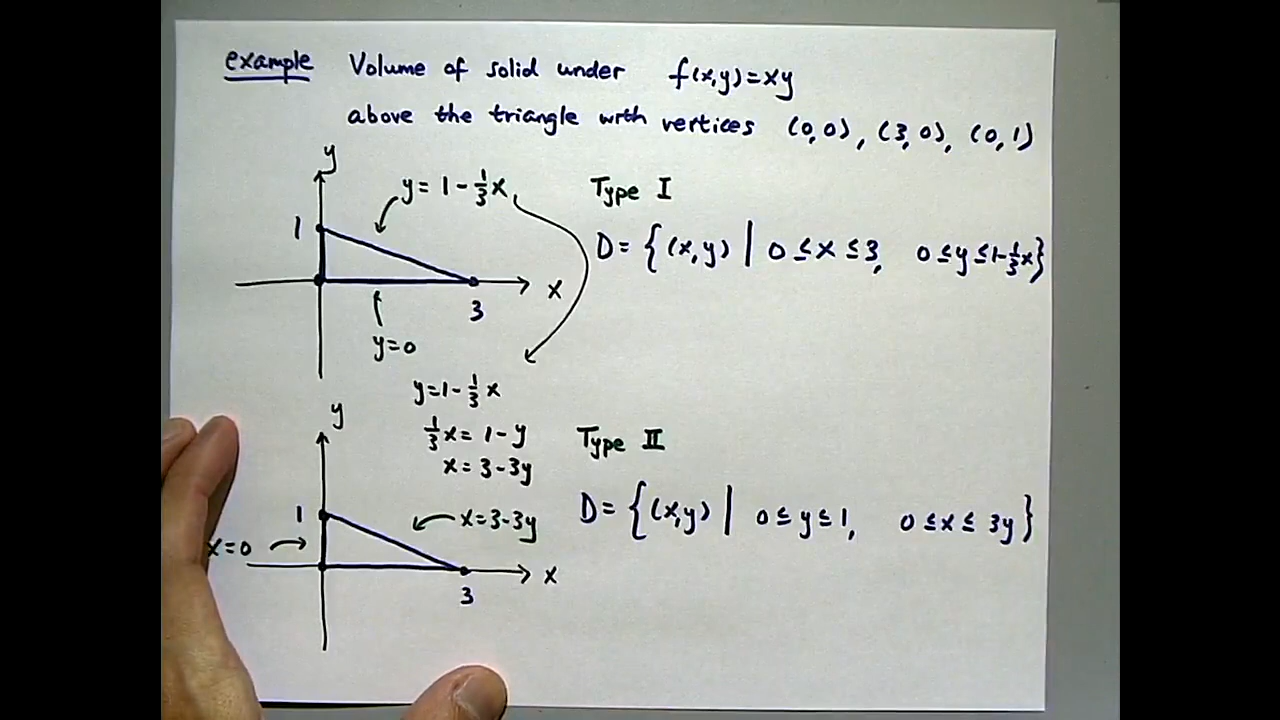 example Volume of solid under f(x,y)=xy
above the triangle with vertices (0,0), (3,0), (0,1)
y
y = 1 - 1/3 x
Type I
1
D = { (x,y) | 0 ≤ x ≤ 3, 0 ≤ y ≤ 1 - 1/3 x }
x
3
y=0
y = 1 - 1/3 x
y
1/3 x = 1 - y
Type II
x = 3 - 3y
1
x = 3 - 3y
D = { (x,y) | 0 ≤ y ≤ 1, 0 ≤ x ≤ 3y }
x=0
x
3